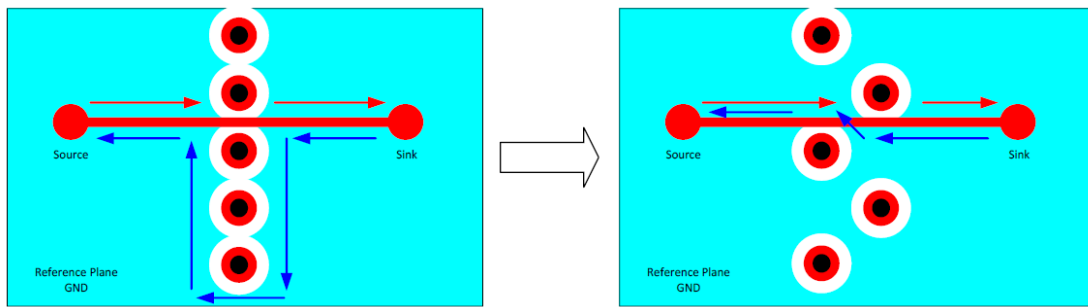 Source
Sink
Reference Plane
GND
Source
Sink
Reference Plane
GND